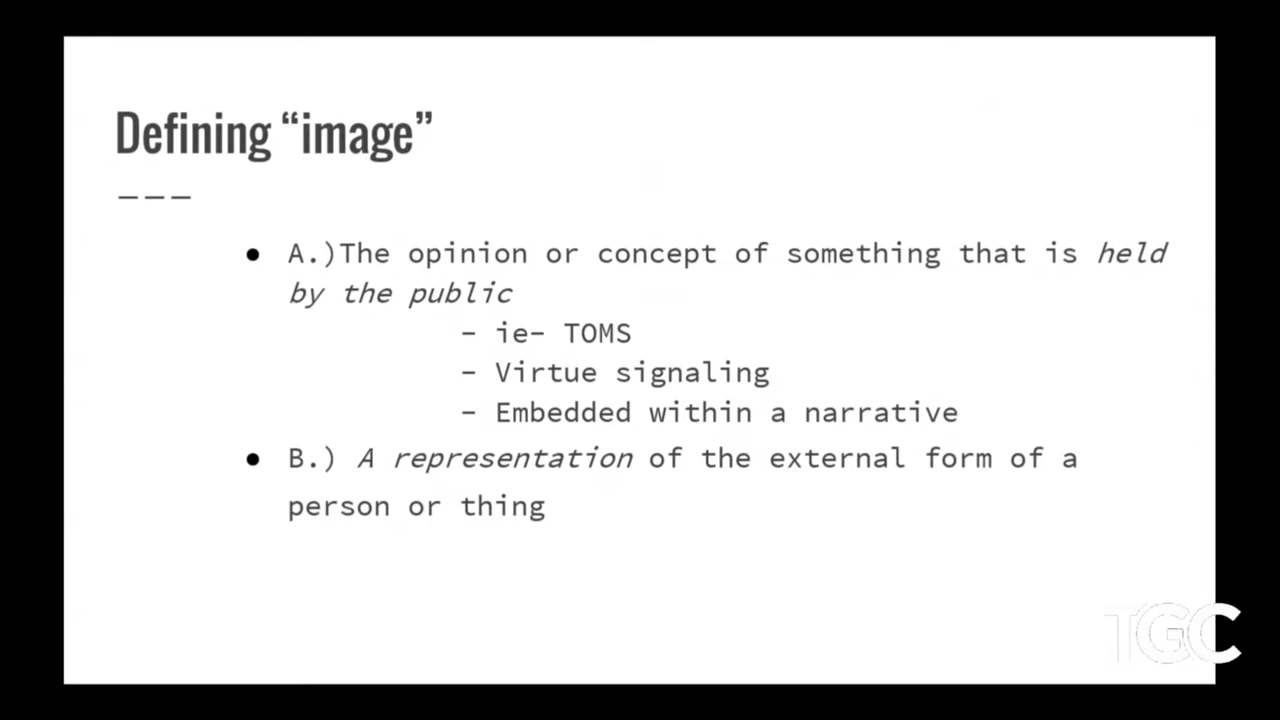 Defining “image”
– – –
● A.)The opinion or concept of something that is held
by the public
– ie– TOMS
– Virtue signaling
– Embedded within a narrative
● B.) A representation of the external form of a
person or thing
TGC